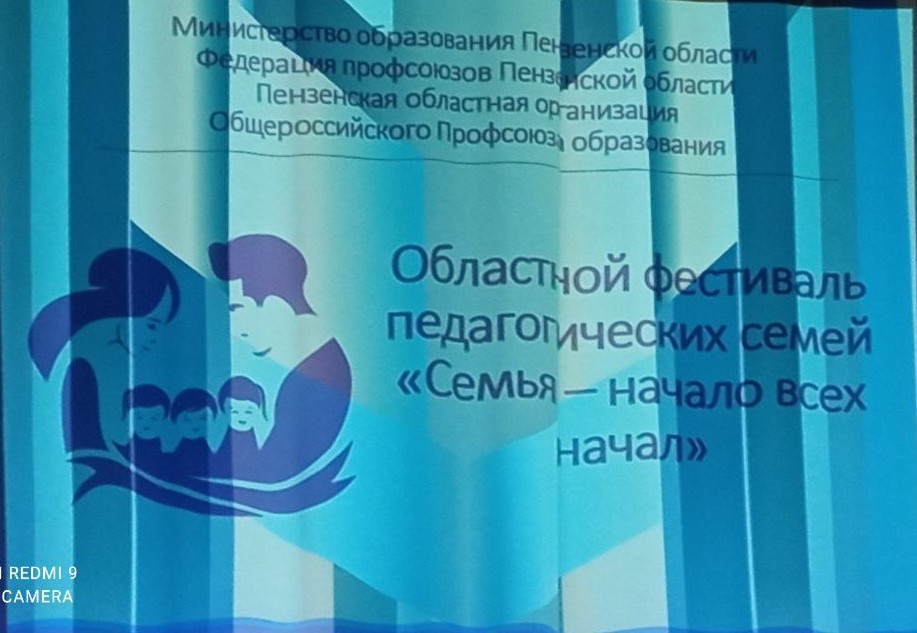 Министерство образования Пензенской области
Федерация профсоюзов Пензенской области
Пензенская областная организация
Общероссийского Профсоюза образования
Областной фестиваль
педагогических семей
«Семья – начало всех
начал»
REDMI 9
CAMERA